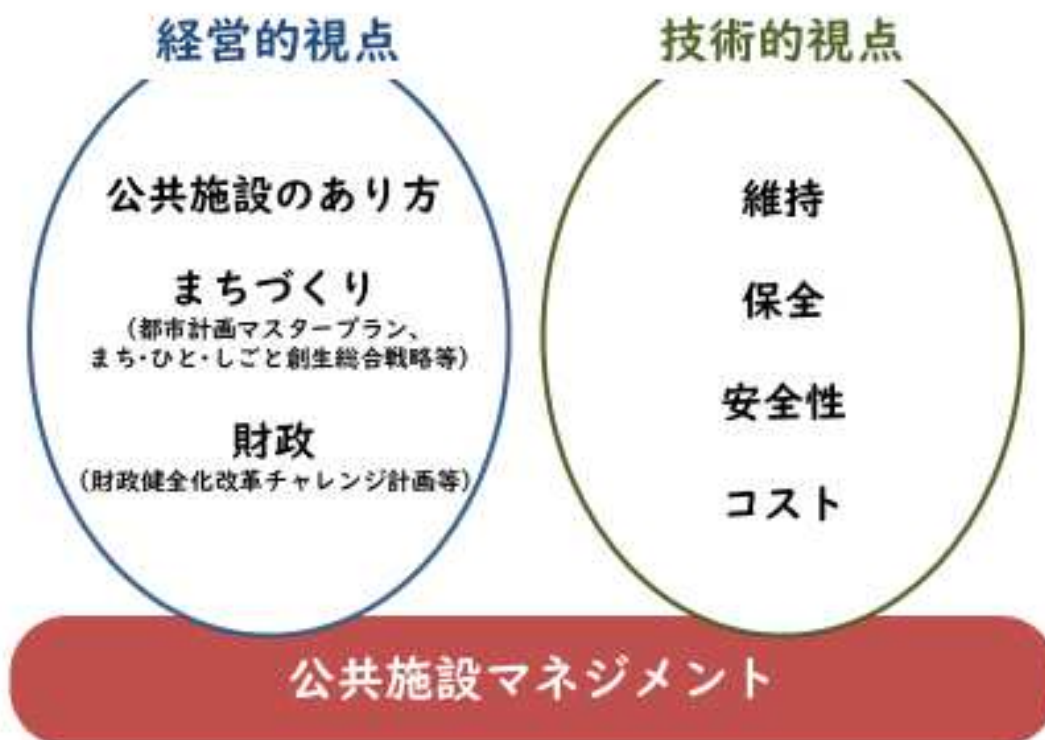 経営的視点
公共施設のあり方
まちづくり
（都市計画マスタープラン、
まち・ひと・しごと創生総合戦略等）
財政
（財政健全化改革チャレンジ計画等）
技術的視点
維持
保全
安全性
コスト
公共施設マネジメント